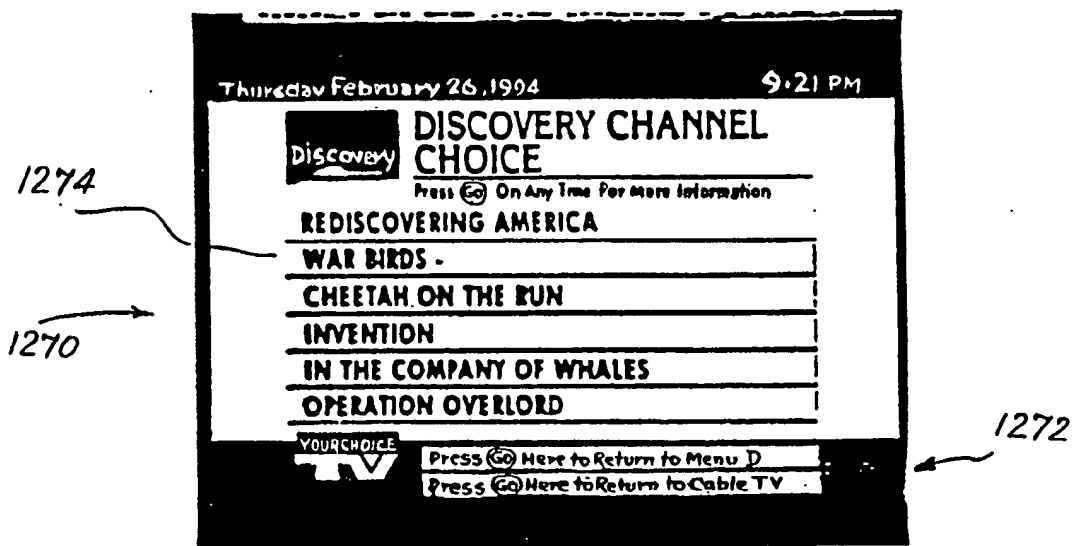 Thursday February 26, 1994 9:21 PM
Discovery
DISCOVERY CHANNEL
CHOICE
Press Go On Any Time For More Information
1274
REDISCOVERING AMERICA
WAR BIRDS -
CHEETAH ON THE RUN
1270
INVENTION
IN THE COMPANY OF WHALES
OPERATION OVERLORD
1272
YOUR CHOICE
TV
Press Go Here to Return to Menu D
Press Go Here to Return to Cable TV